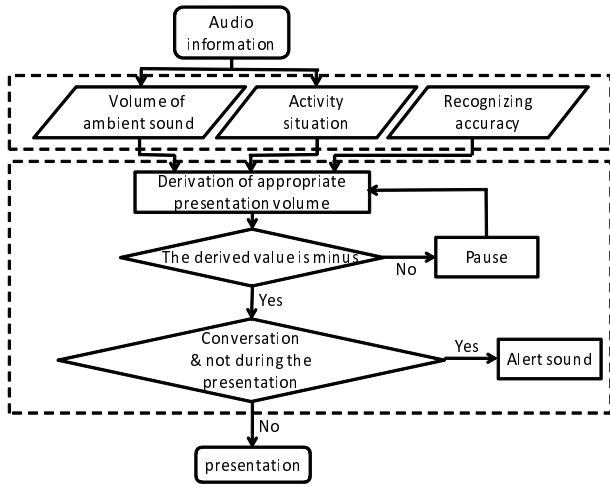 Audio
information
Volume of
ambient sound
Activity
situation
Recognizing
accuracy
Derivation of appropriate
presentation volume
The derived value is minus
No
Pause
Yes
Conversation
& not during the
presentation
Yes
Alert sound
No
presentation